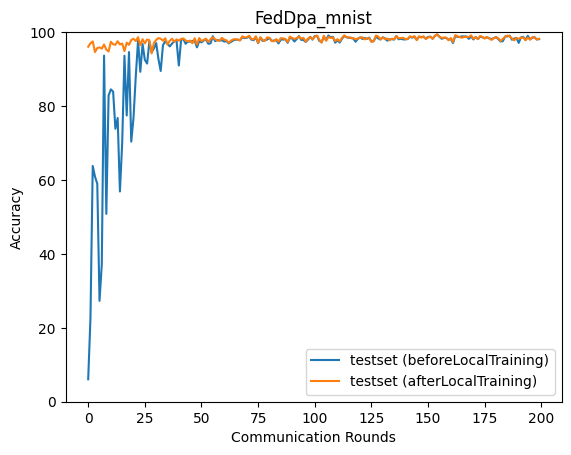 FedDpa_mnist
100
80
60
40
20
0
Accuracy
0 25 50 75 100 125 150 175 200
Communication Rounds
testset (beforeLocalTraining)
testset (afterLocalTraining)